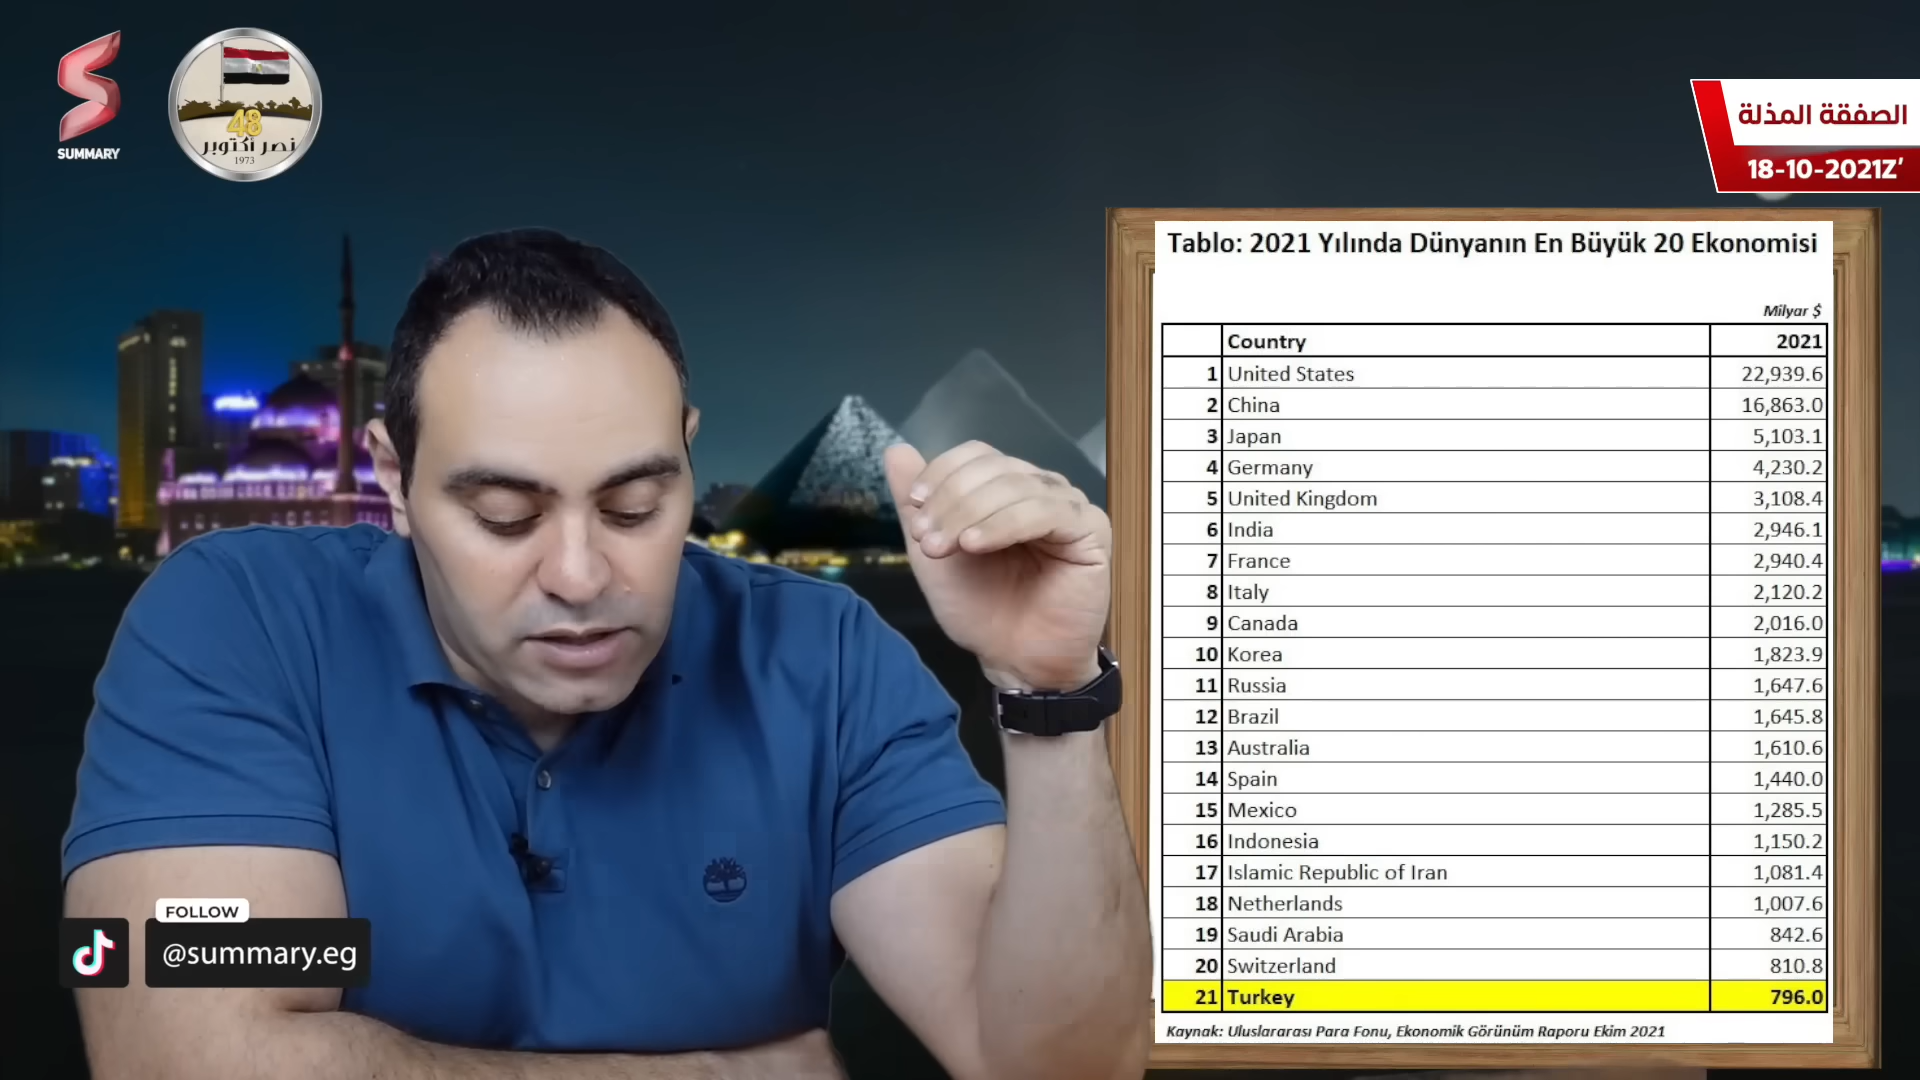 SUMMARY
48
نصر أكتوبر
1973
الصفقة المذلة
18-10-2021Z'
Tablo: 2021 Yılında Dünyanın En Büyük 20 Ekonomisi
Milyar $
Country 2021
1 United States 22,939.6
2 China 16,863.0
3 Japan 5,103.1
4 Germany 4,230.2
5 United Kingdom 3,108.4
6 India 2,946.1
7 France 2,940.4
8 Italy 2,120.2
9 Canada 2,016.0
10 Korea 1,823.9
11 Russia 1,647.6
12 Brazil 1,645.8
13 Australia 1,610.6
14 Spain 1,440.0
15 Mexico 1,285.5
16 Indonesia 1,150.2
17 Islamic Republic of Iran 1,081.4
18 Netherlands 1,007.6
19 Saudi Arabia 842.6
20 Switzerland 810.8
21 Turkey 796.0
Kaynak: Uluslararası Para Fonu, Ekonomik Görünüm Raporu Ekim 2021
FOLLOW
@summary.eg